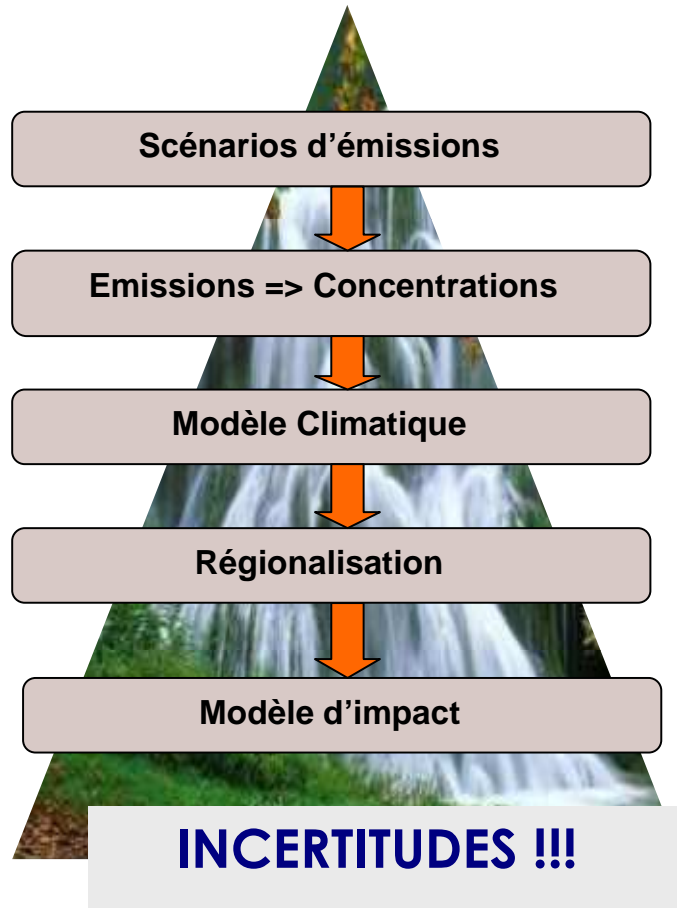 Scénarios d'émissions
Emissions => Concentrations
Modèle Climatique
Régionalisation
Modèle d'impact
INCERTITUDES !!!